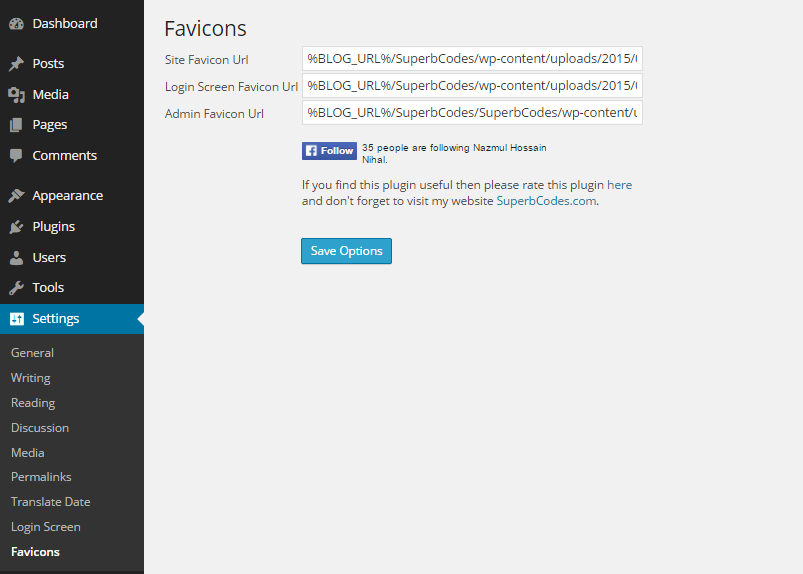 Dashboard
Posts
Media
Pages
Comments
Appearance
Plugins
Users
Tools
Settings
General
Writing
Reading
Discussion
Media
Permalinks
Translate Date
Login Screen
Favicons
Favicons
Site Favicon Url %BLOG_URL%/SuperbCodes/wp-content/uploads/2015/
Login Screen Favicon Url %BLOG_URL%/SuperbCodes/wp-content/uploads/2015/
Admin Favicon Url %BLOG_URL%/SuperbCodes/SuperbCodes/wp-content/u
Follow 35 people are following Nazmul Hossain
Nihal.
If you find this plugin useful then please rate this plugin here
and don't forget to visit my website SuperbCodes.com.
Save Options